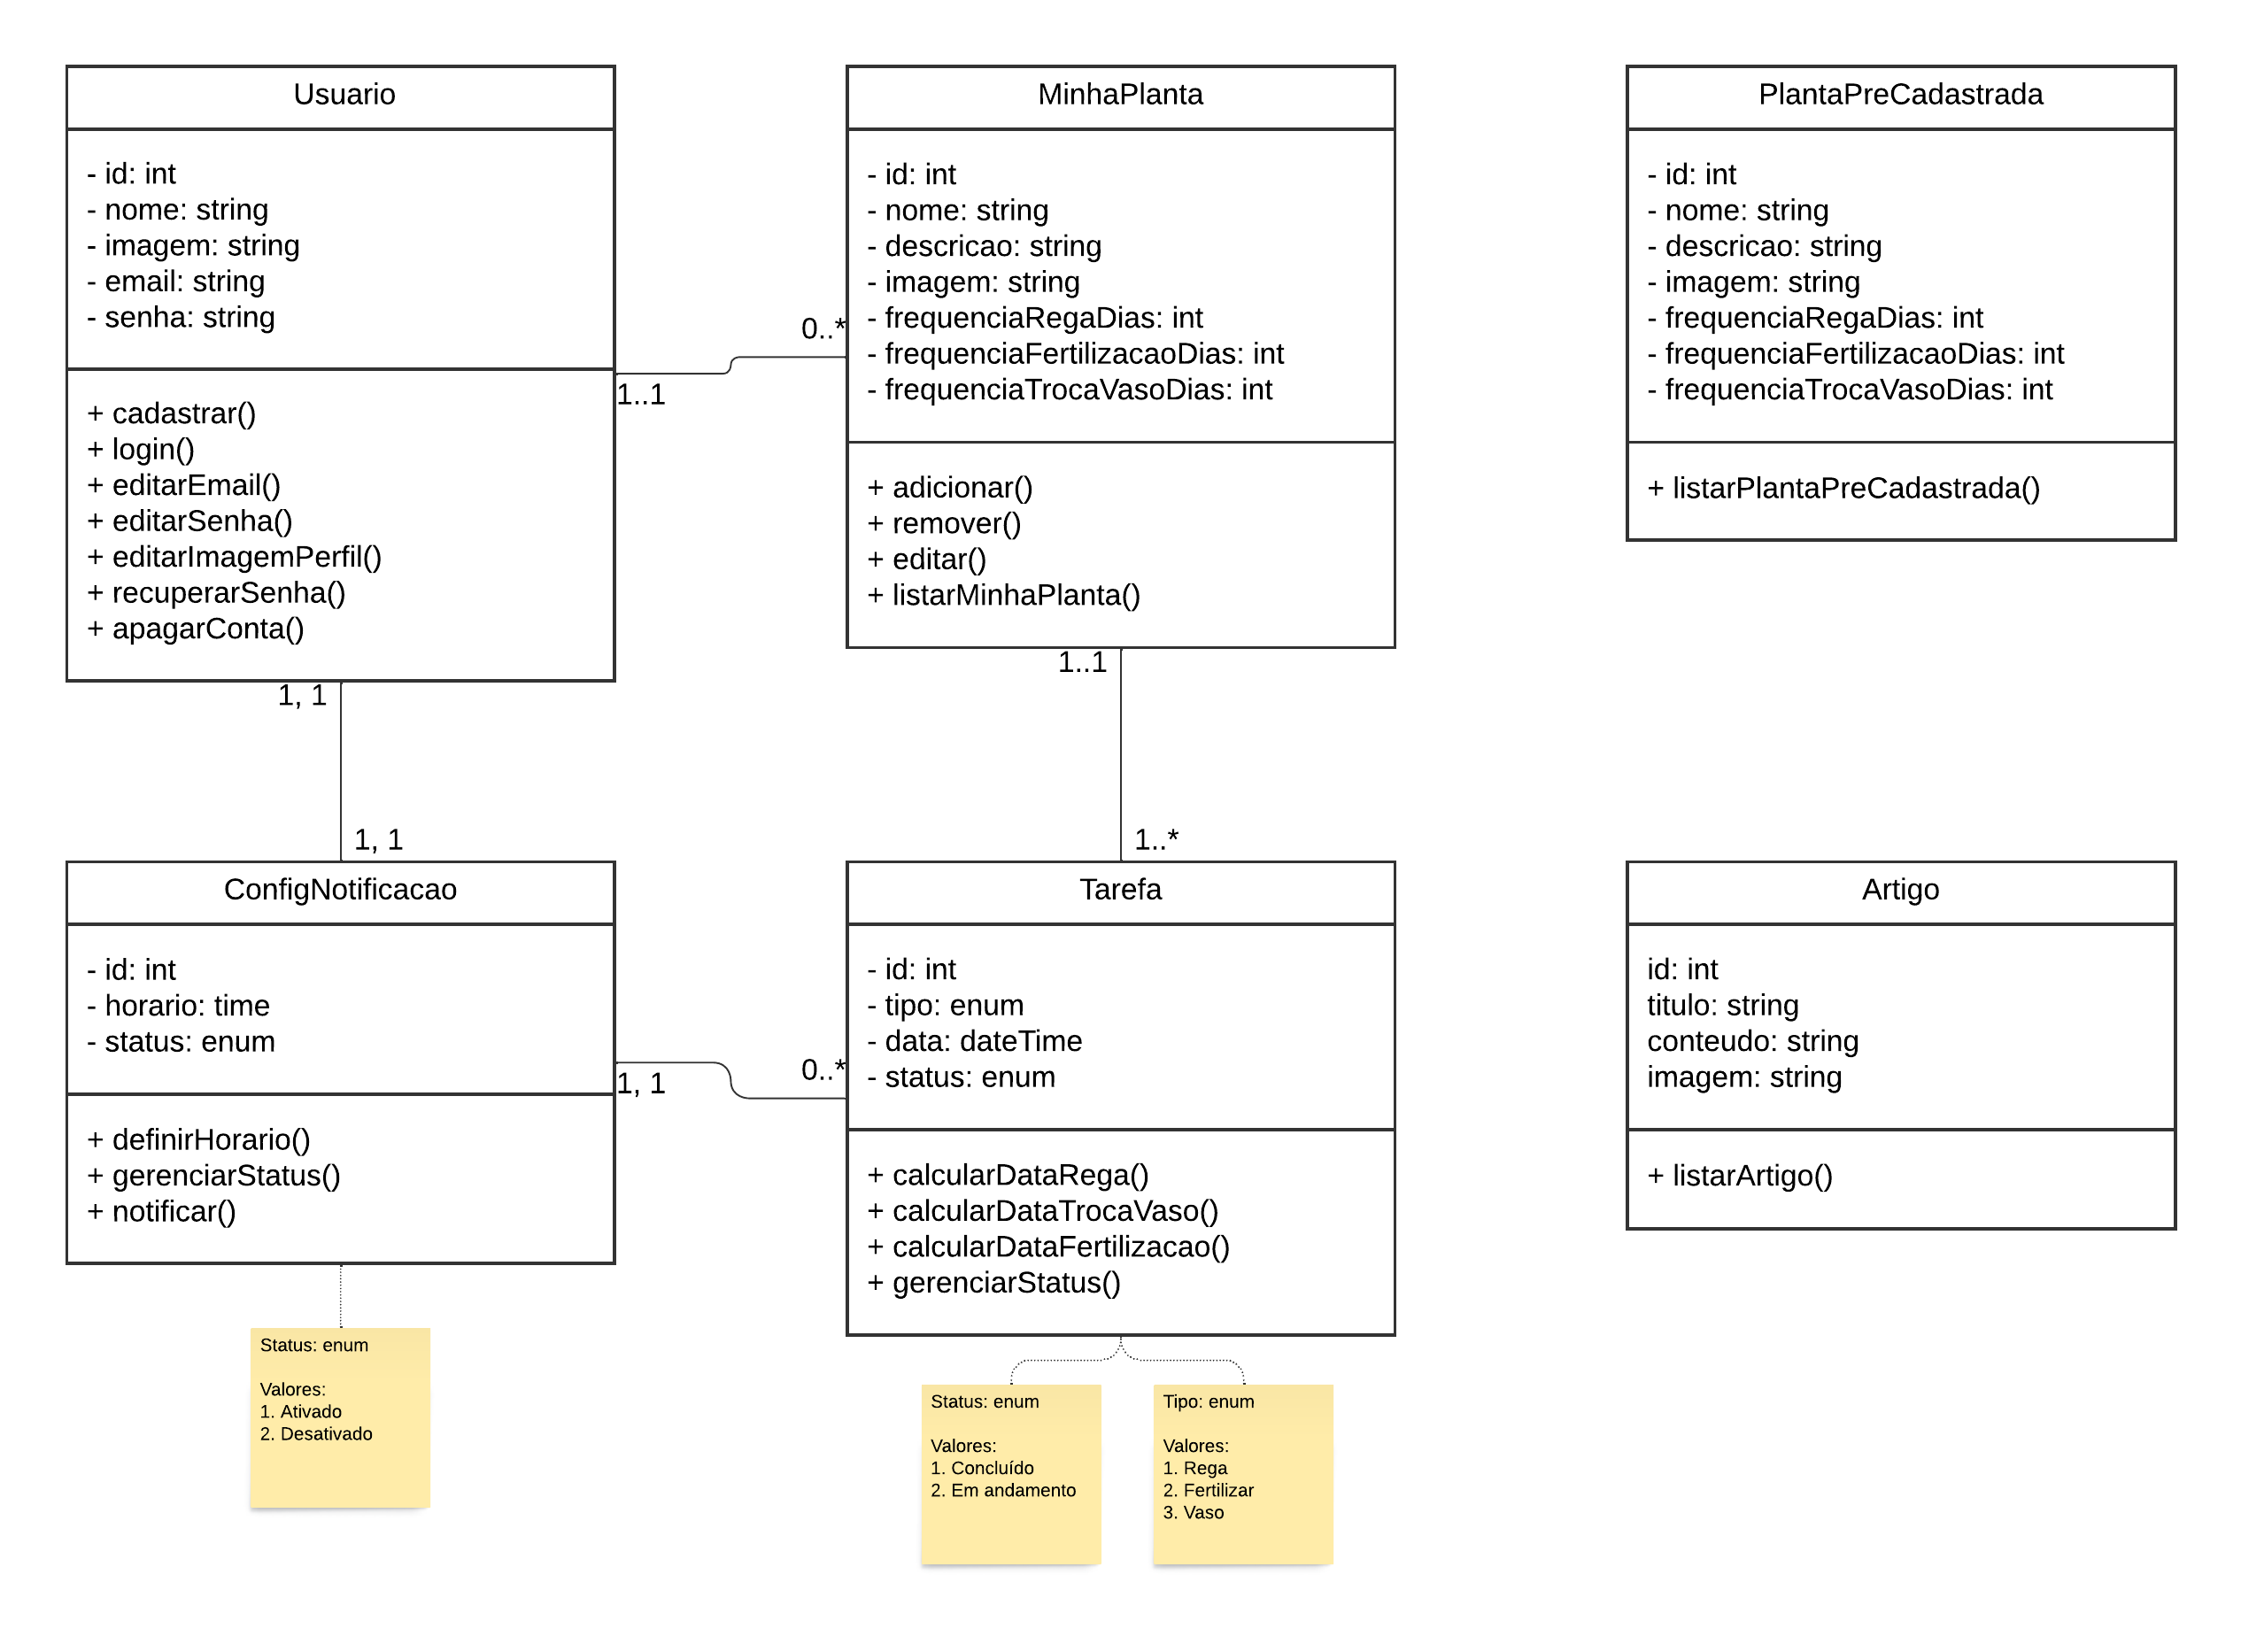 Usuario
- id: int
- nome: string
- imagem: string
- email: string
- senha: string
+ cadastrar()
+ login()
+ editarEmail()
+ editarSenha()
+ editarImagemPerfil()
+ recuperarSenha()
+ apagarConta()
1..1
0..*
MinhaPlanta
- id: int
- nome: string
- descricao: string
- imagem: string
- frequenciaRegaDias: int
- frequenciaFertilizacaoDias: int
- frequenciaTrocaVasoDias: int
+ adicionar()
+ remover()
+ editar()
+ listarMinhaPlanta()
PlantaPreCadastrada
- id: int
- nome: string
- descricao: string
- imagem: string
- frequenciaRegaDias: int
- frequenciaFertilizacaoDias: int
- frequenciaTrocaVasoDias: int
+ listarPlantaPreCadastrada()
1, 1
1, 1
1..1
1..*
ConfigNotificacao
- id: int
- horario: time
- status: enum
+ definirHorario()
+ gerenciarStatus()
+ notificar()
1, 1
0..*
Tarefa
- id: int
- tipo: enum
- data: dateTime
- status: enum
+ calcularDataRega()
+ calcularDataTrocaVaso()
+ calcularDataFertilizacao()
+ gerenciarStatus()
Artigo
id: int
titulo: string
conteudo: string
imagem: string
+ listarArtigo()
Status: enum
Valores:
1. Ativado
2. Desativado
Status: enum
Valores:
1. Concluído
2. Em andamento
Tipo: enum
Valores:
1. Rega
2. Fertilizar
3. Vaso